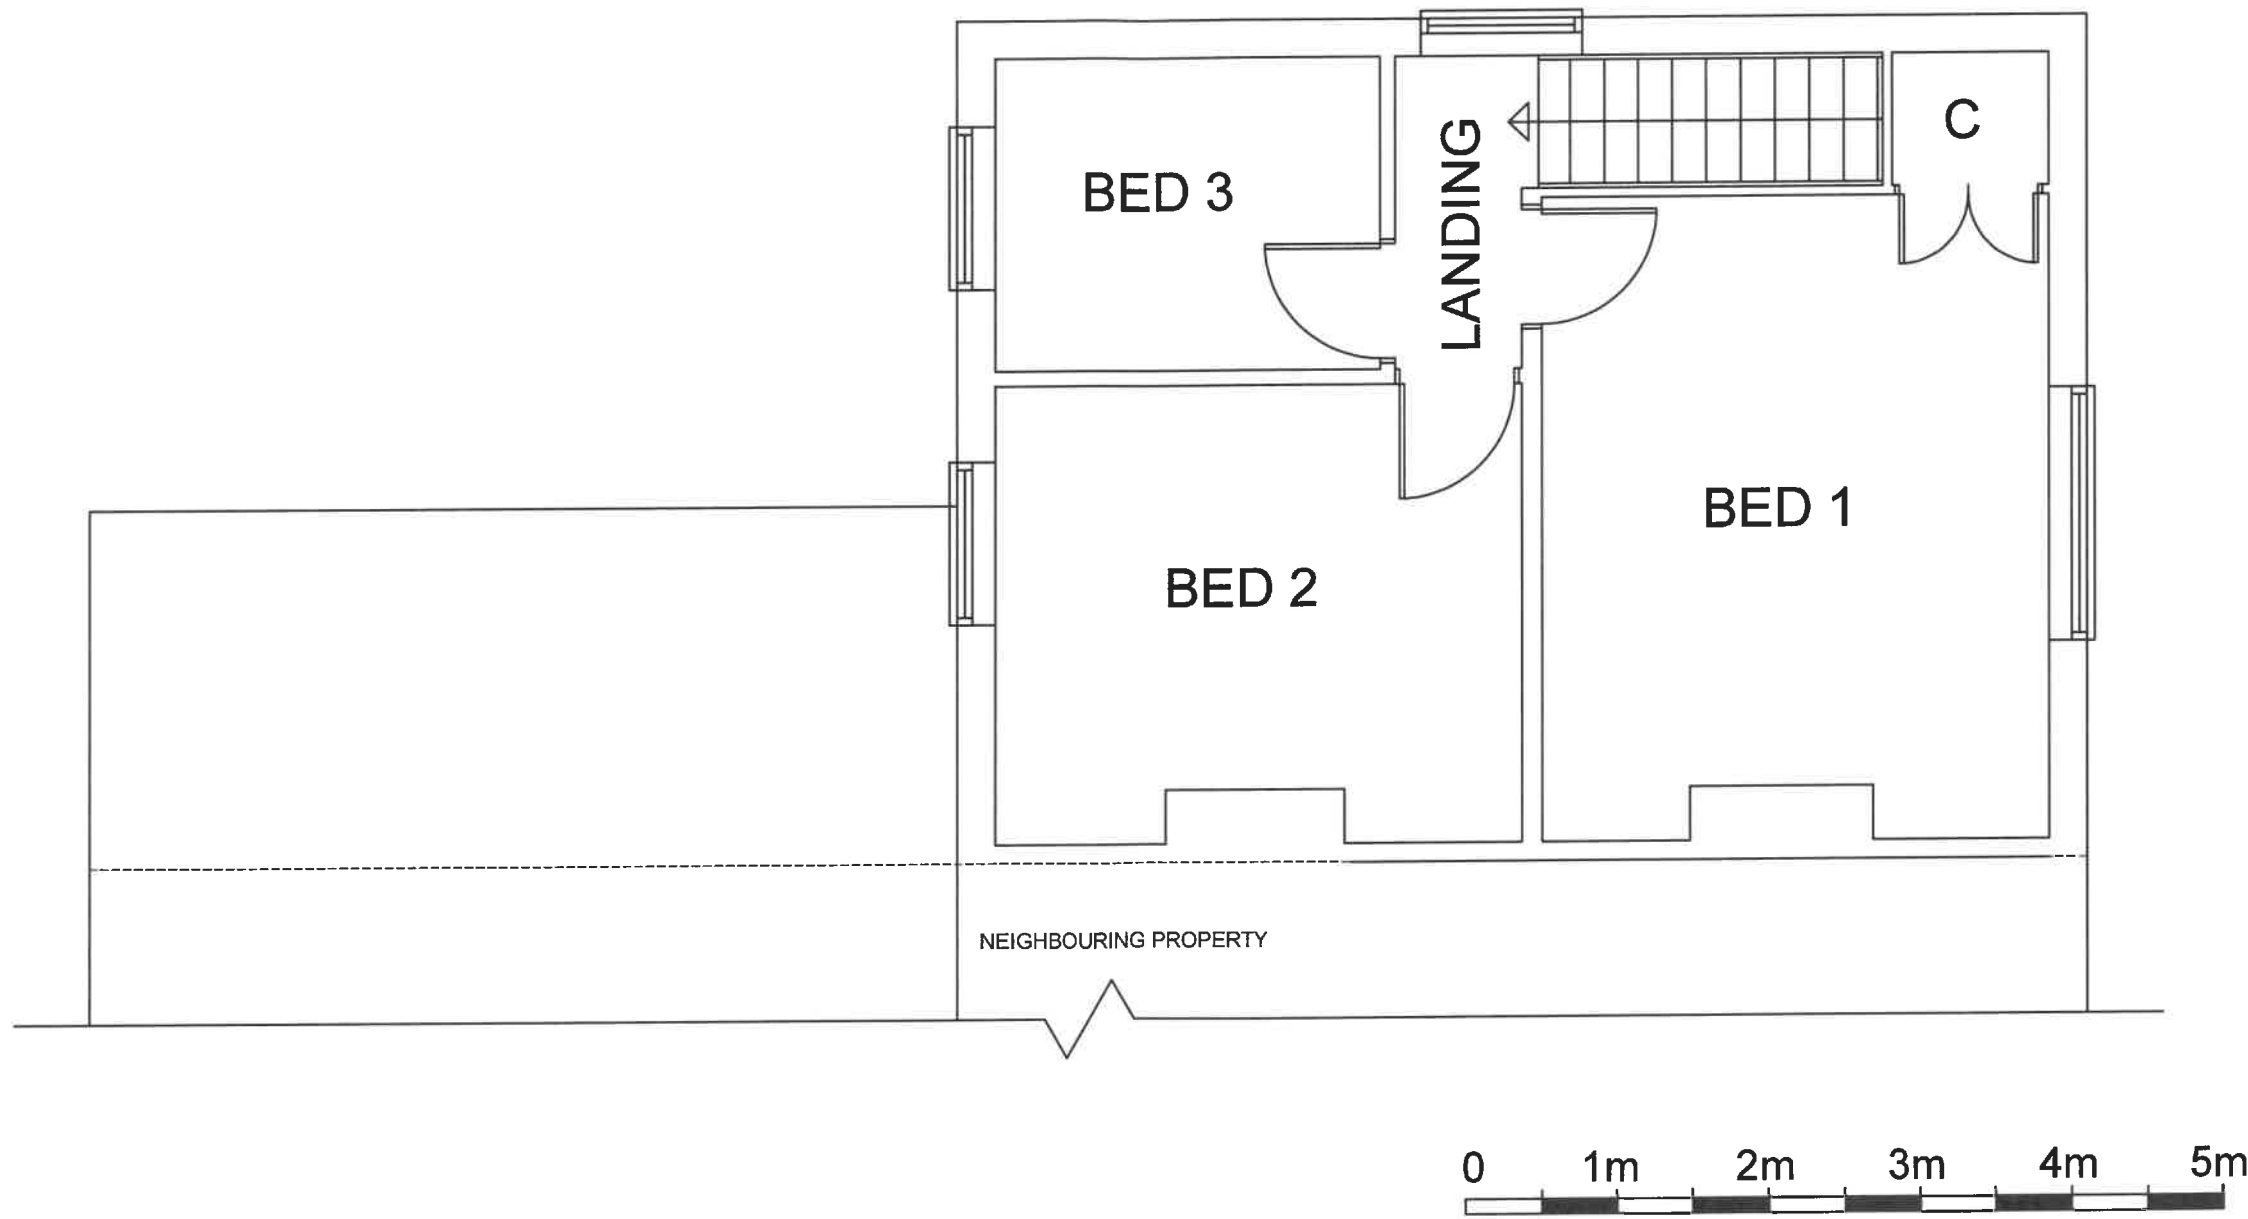 C
BED 3
LANDING
BED 1
BED 2
NEIGHBOURING PROPERTY
0 1m 2m 3m 4m 5m